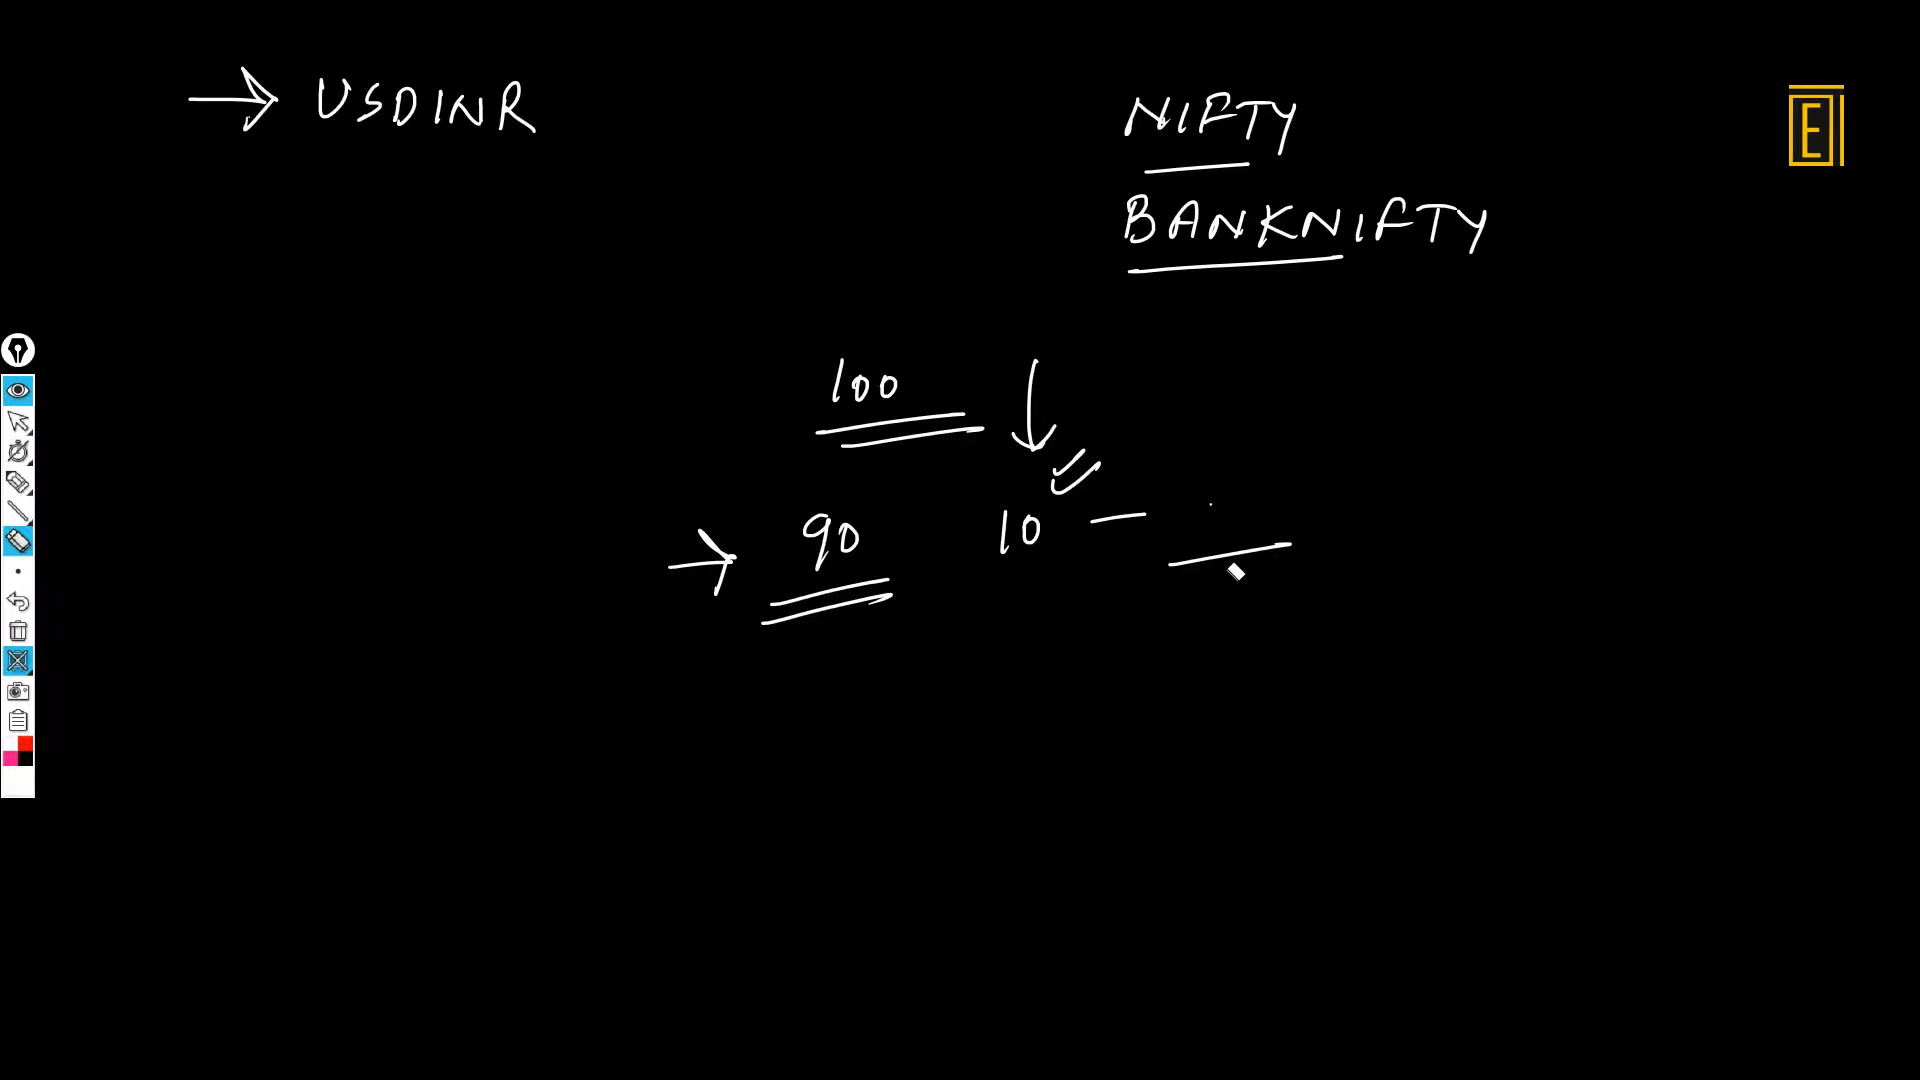 → USDINR
NIFTY
BANKNIFTY
100 ↓
→ 90 10 —
E